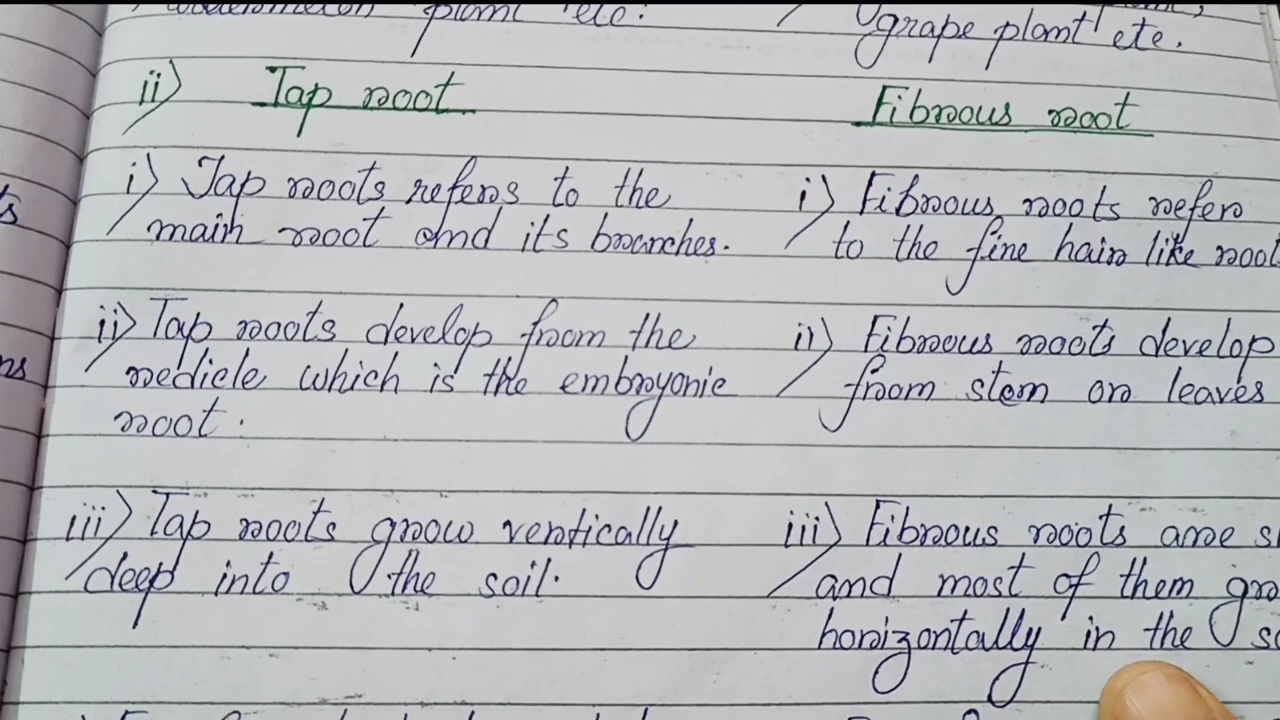 plant etc.
grape plant etc.
ii) Tap root
Fibrous root
i) Tap roots refers to the
main root and its branches.
i) Fibrous roots refer
to the fine hair like root
ii) Tap roots develop from the
redicle which is the embryonic
root.
ii) Fibrous roots develop
from stem or leaves
iii) Tap roots grow vertically
deep into the soil.
iii) Fibrous roots are
and most of them
horizontally in the